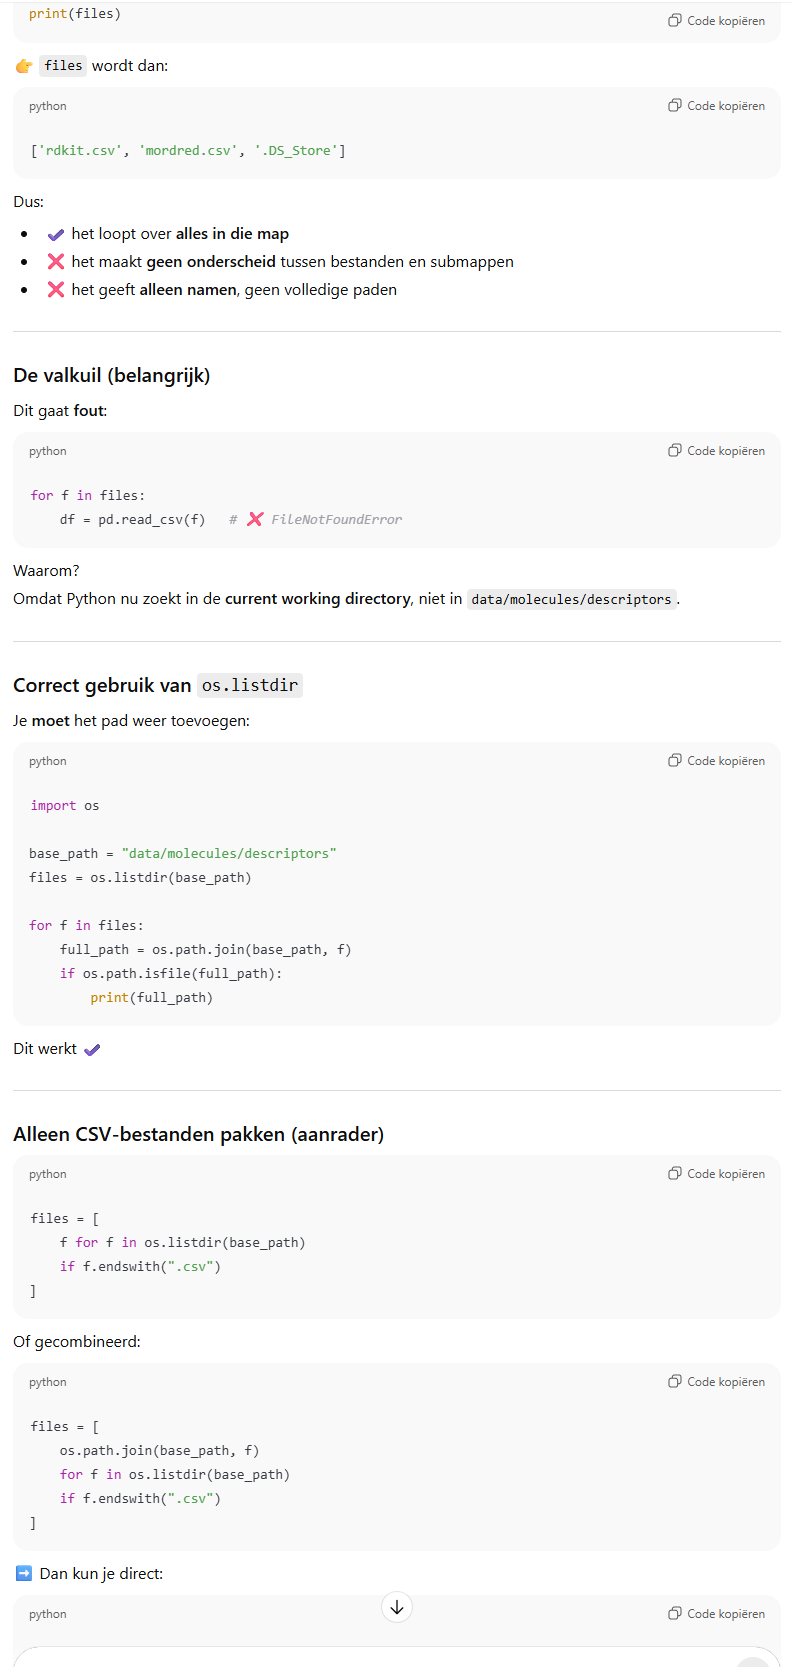 print(files)
Code kopiëren
👉 files wordt dan:
python
Code kopiëren
['rdkit.csv', 'mordred.csv', '.DS_Store']
Dus:
• ✔ het loopt over alles in die map
• ❌ het maakt geen onderscheid tussen bestanden en submappen
• ❌ het geeft alleen namen, geen volledige paden
De valkuil (belangrijk)
Dit gaat fout:
python
Code kopiëren
for f in files:
    df = pd.read_csv(f)   # ❌ FileNotFoundError
Waarom?
Omdat Python nu zoekt in de current working directory, niet in data/molecules/descriptors.
Correct gebruik van os.listdir
Je moet het pad weer toevoegen:
python
Code kopiëren
import os
base_path = "data/molecules/descriptors"
files = os.listdir(base_path)
for f in files:
    full_path = os.path.join(base_path, f)
    if os.path.isfile(full_path):
        print(full_path)
Dit werkt ✔
Alleen CSV-bestanden pakken (aanrader)
python
Code kopiëren
files = [
    f for f in os.listdir(base_path)
    if f.endswith(".csv")
]
Of gecombineerd:
python
Code kopiëren
files = [
    os.path.join(base_path, f)
    for f in os.listdir(base_path)
    if f.endswith(".csv")
]
➡ Dan kun je direct:
python
Code kopiëren